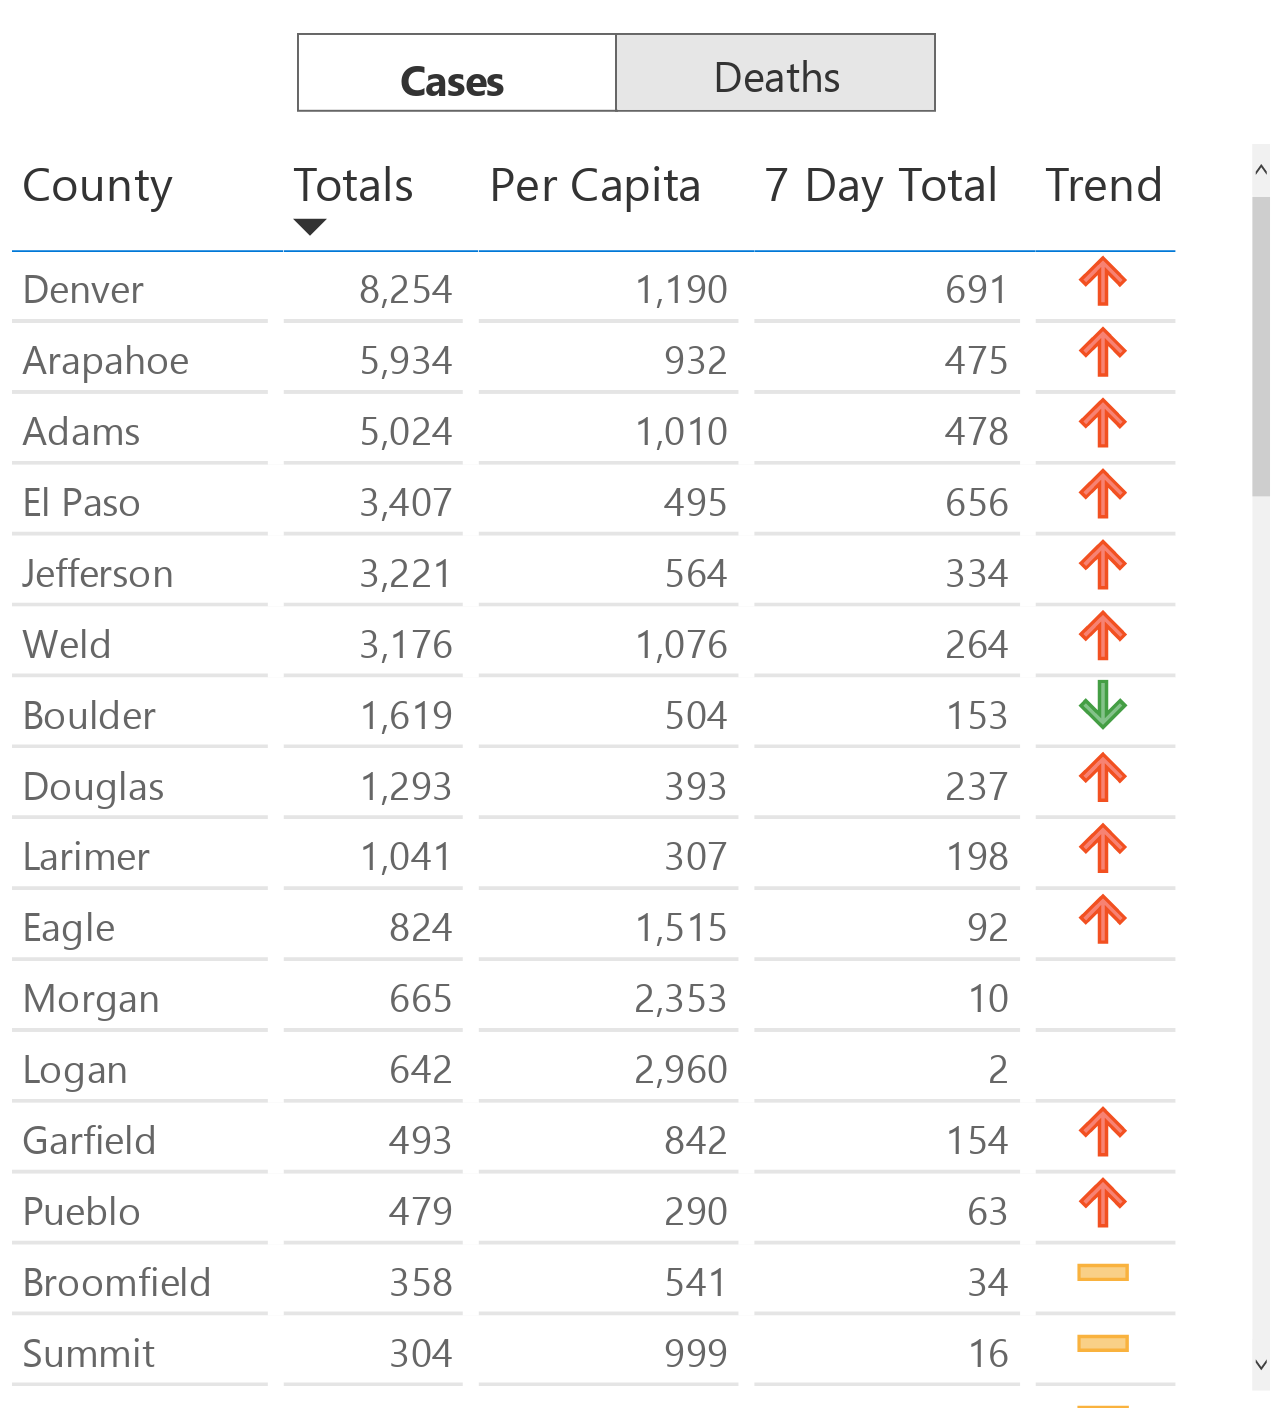 Cases Deaths
County Totals Per Capita 7 Day Total Trend
Denver 8,254 1,190 691
Arapahoe 5,934 932 475
Adams 5,024 1,010 478
El Paso 3,407 495 656
Jefferson 3,221 564 334
Weld 3,176 1,076 264
Boulder 1,619 504 153
Douglas 1,293 393 237
Larimer 1,041 307 198
Eagle 824 1,515 92
Morgan 665 2,353 10
Logan 642 2,960 2
Garfield 493 842 154
Pueblo 479 290 63
Broomfield 358 541 34
Summit 304 999 16